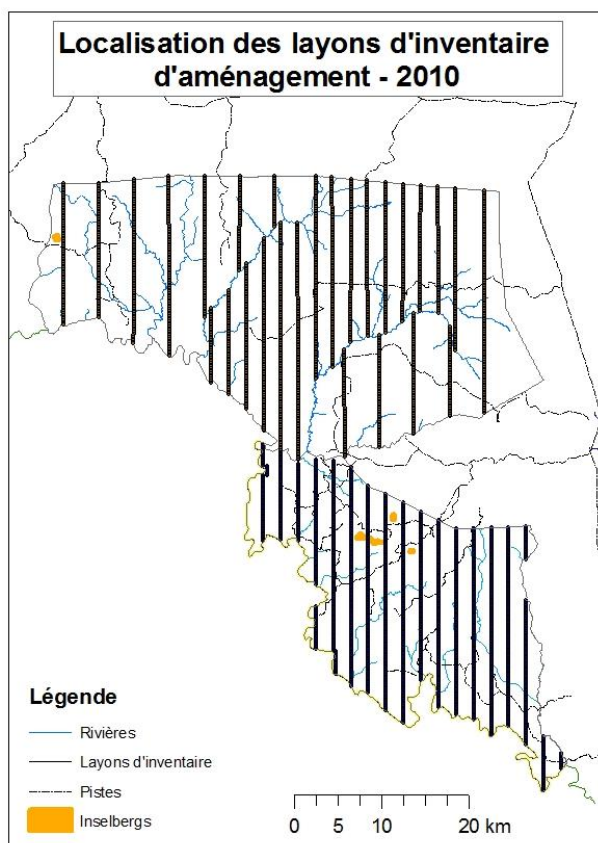 Localisation des layons d'inventaire
d'aménagement - 2010
Légende
Rivières
Layons d'inventaire
Pistes
Inselbergs
0 5 10 20 km